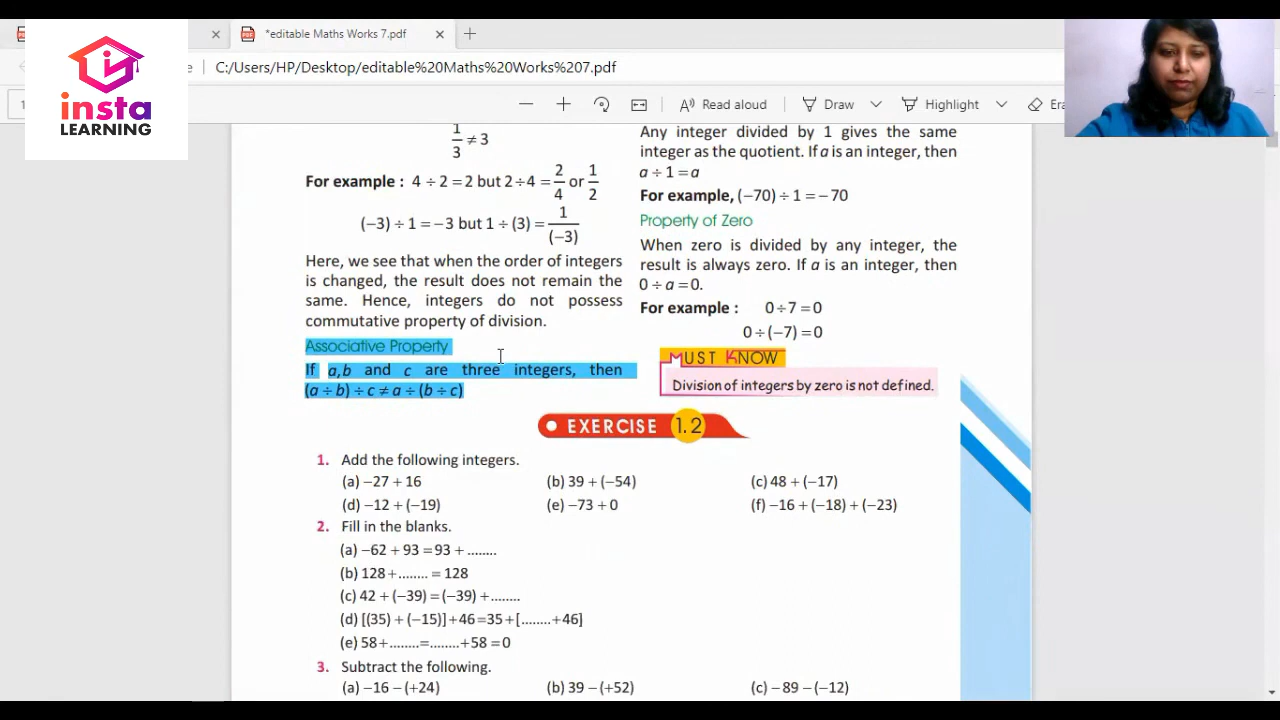 *editable Maths Works 7.pdf
insta
LEARNING
C:/Users/HP/Desktop/editable%20Maths%20Works%207.pdf
Read aloud
Draw
Highlight
Era
1/3 ≠ 3
For example : 4 ÷ 2 = 2 but 2÷4 = 2/4 or 1/2
(−3) ÷ 1 = −3 but 1 ÷ (3) = 1/(−3)
Here, we see that when the order of integers
is changed, the result does not remain the
same. Hence, integers do not possess
commutative property of division.
Associative Property
If a,b and c are three integers, then
(a ÷ b) ÷ c ≠ a ÷ (b ÷ c)
Any integer divided by 1 gives the same
integer as the quotient. If a is an integer, then
a ÷ 1 = a
For example, (−70) ÷ 1 = −70
Property of Zero
When zero is divided by any integer, the
result is always zero. If a is an integer, then
0 ÷ a = 0.
For example : 0÷7 = 0
0 ÷ (−7) = 0
MUST KNOW
Division of integers by zero is not defined.
EXERCISE 1.2
1. Add the following integers.
(a) −27 + 16 (b) 39 + (−54) (c) 48 + (−17)
(d) −12 + (−19) (e) −73 + 0 (f) −16 + (−18) + (−23)
2. Fill in the blanks.
(a) −62 + 93 = 93 + ........
(b) 128 + ........ = 128
(c) 42 + (−39) = (−39) + ........
(d) [(35) + (−15)] + 46 = 35 + [........ + 46]
(e) 58 + ........ = ........ + 58 = 0
3. Subtract the following.
(a) −16 − (+24) (b) 39 − (+52) (c) − 89 − (−12)